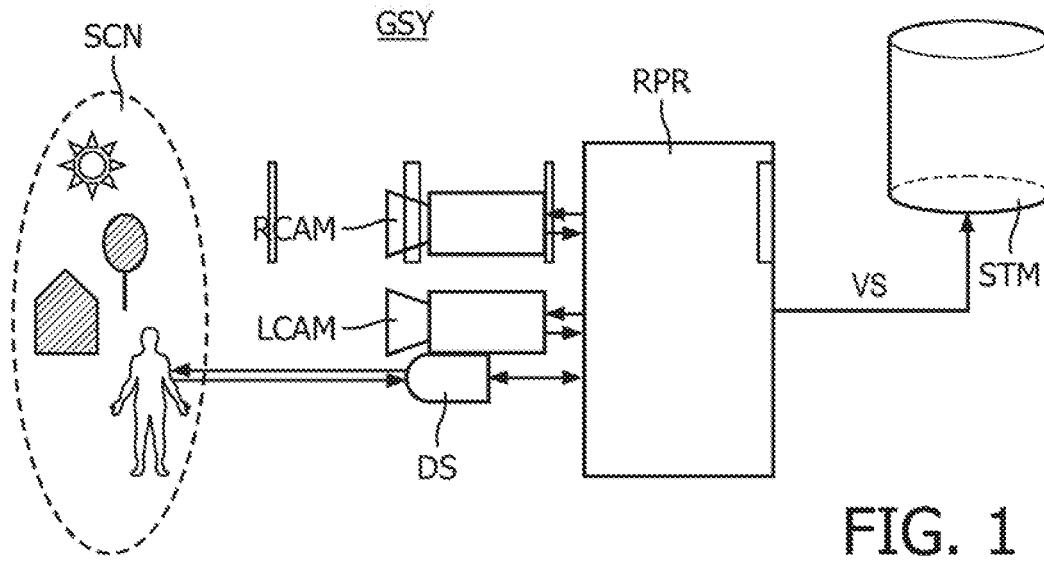 GSY
SCN
RPR
RCAM
STM
VS
LCAM
DS
FIG. 1